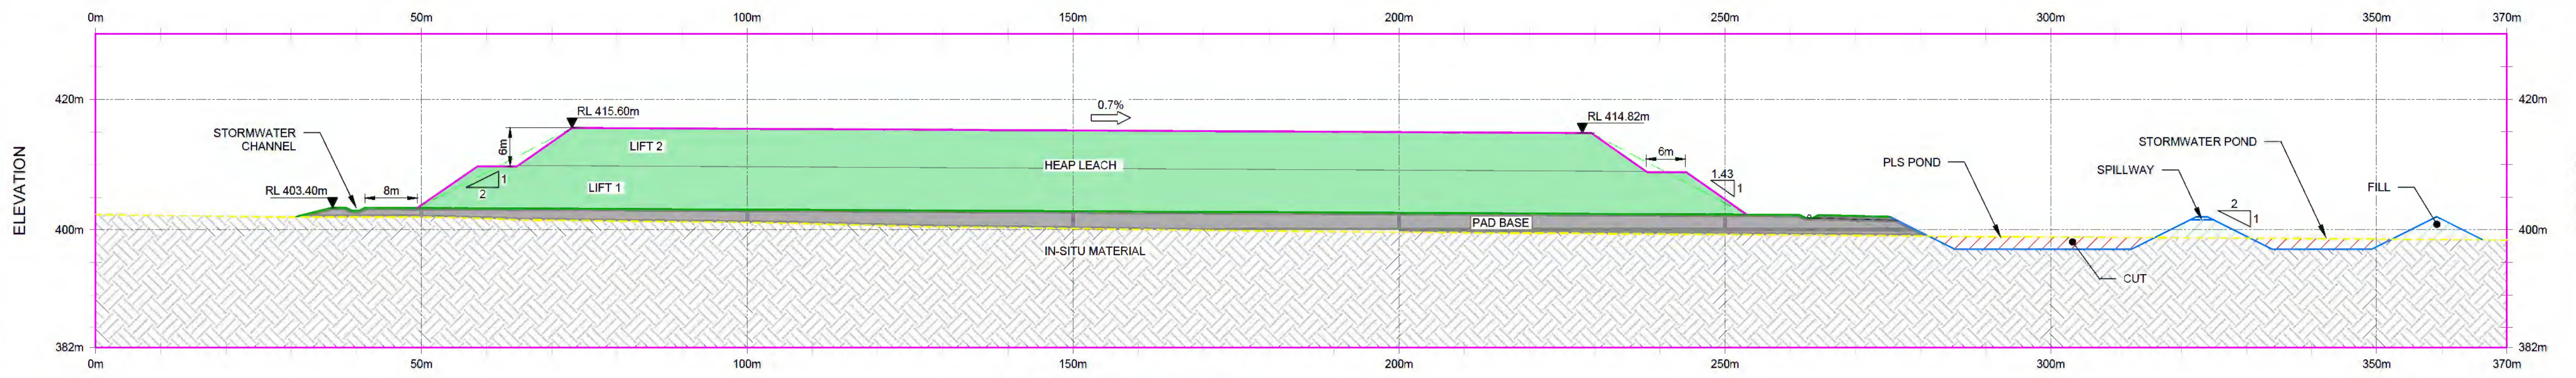 0m 50m 100m 150m 200m 250m 300m 350m 370m
420m
420m
ELEVATION
STORMWATER
CHANNEL
RL 403.40m
8m
6m
RL 415.60m
0.7%
RL 414.82m
LIFT 2
HEAP LEACH
6m
1
2
LIFT 1
1.43
1
PLS POND
STORMWATER POND
SPILLWAY
FILL
2
1
400m
PAD BASE
400m
IN-SITU MATERIAL
CUT
382m
382m
0m 50m 100m 150m 200m 250m 300m 350m 370m